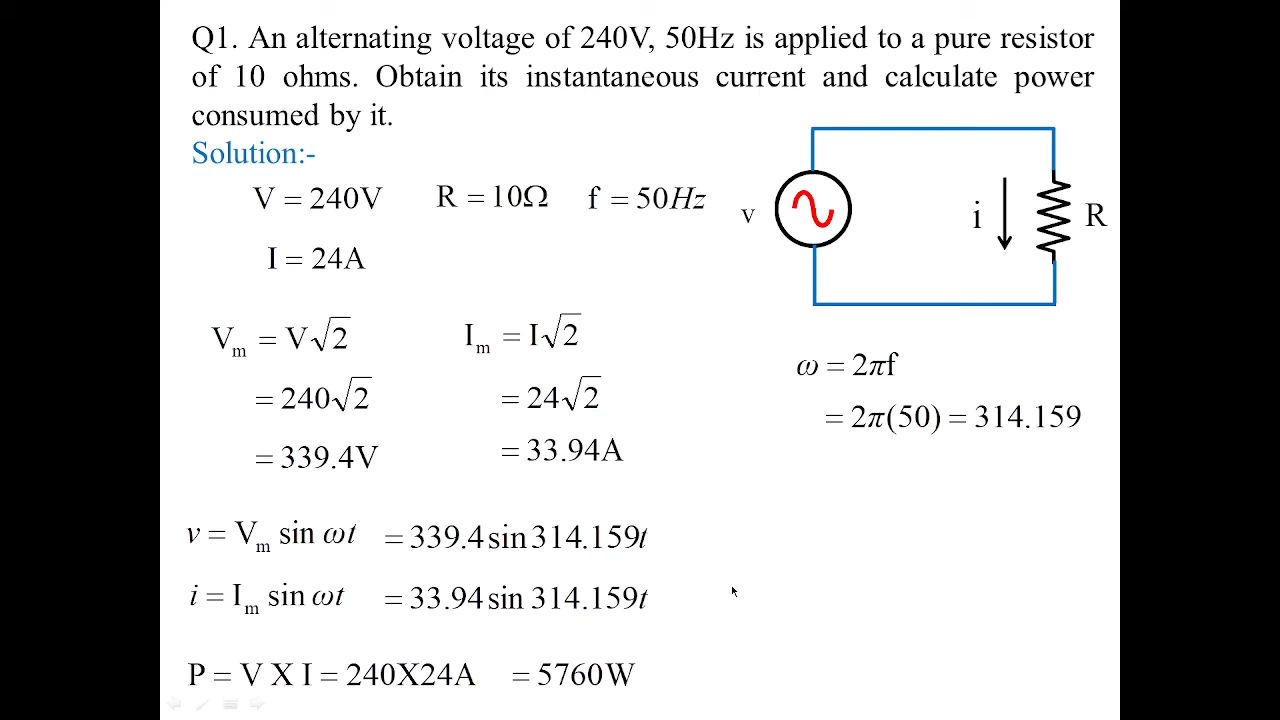 Q1. An alternating voltage of 240V, 50Hz is applied to a pure resistor
of 10 ohms. Obtain its instantaneous current and calculate power
consumed by it.
Solution:-
V = 240V R = 10Ω f = 50Hz
I = 24A
v
i
R
V_m = V√2
= 240√2
= 339.4V
I_m = I√2
= 24√2
= 33.94A
ω = 2πf
= 2π(50) = 314.159
v = V_m sin ωt = 339.4 sin 314.159t
i = I_m sin ωt = 33.94 sin 314.159t
P = V X I = 240X24A = 5760W